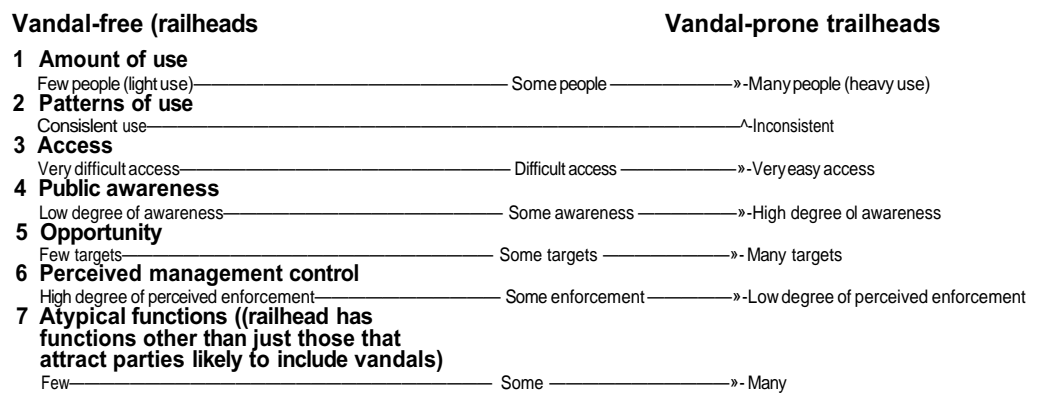 Vandal-free (railheads Vandal-prone trailheads
1 Amount of use
Few people (light use)—————————————————— Some people ———————»-Many people (heavy use)
2 Patterns of use
Consislent use——————————————————————————————————^-Inconsistent
3 Access
Very difficult access——————————————————— Difficult access ———————»-Very easy access
4 Public awareness
Low degree of awareness———————————————— Some awareness ——————»-High degree ol awareness
5 Opportunity
Few targets—————————————————————— Some targets ————————»- Many targets
6 Perceived management control
High degree of perceived enforcement——————————— Some enforcement —————»-Low degree of perceived enforcement
7 Atypical functions ((railhead has
functions other than just those that
attract parties likely to include vandals)
Few————————————————————————— Some ———————————»- Many